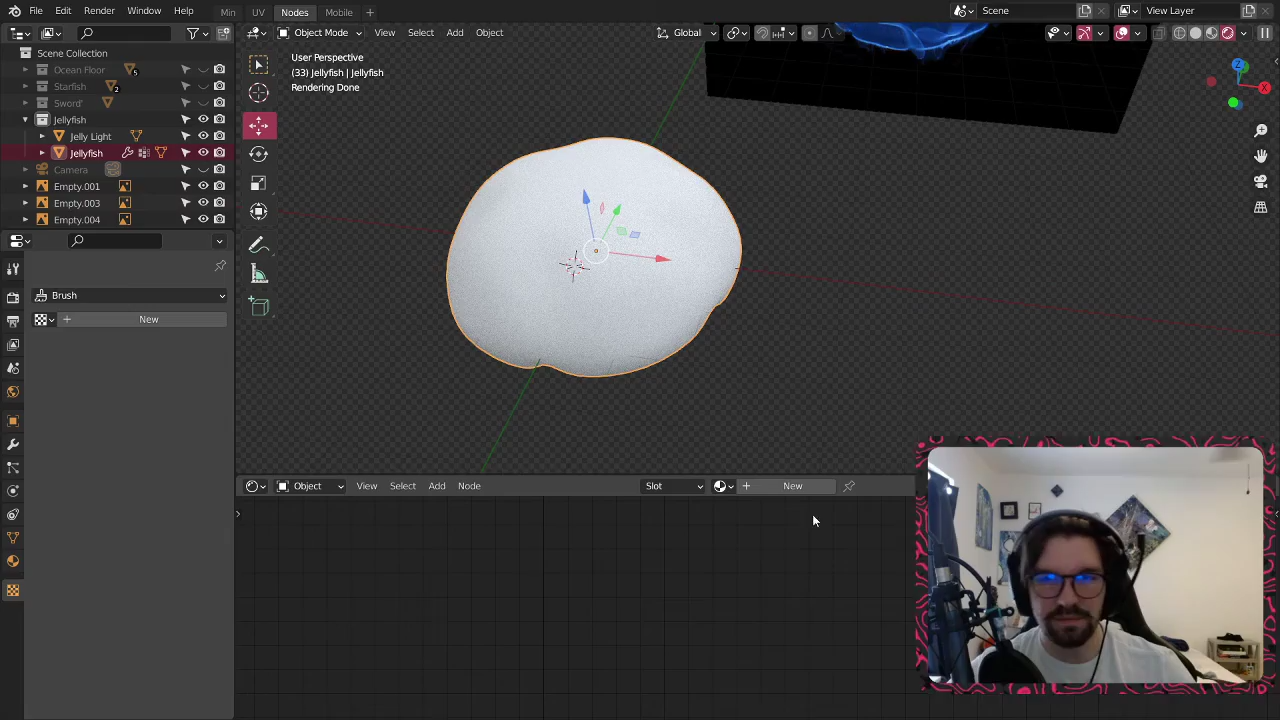 File Edit Render Window Help Min UV Nodes Mobile + Scene View Layer
Object Mode View Select Add Object Global
Scene Collection
Ocean Floor 5
Starfish 2
Sword'
Jellyfish
Jelly Light
Jellyfish
Camera
Empty.001
Empty.003
Empty.004
User Perspective
(33) Jellyfish | Jellyfish
Rendering Done
Z
X
Brush
+ New
Object View Select Add Node Slot + New